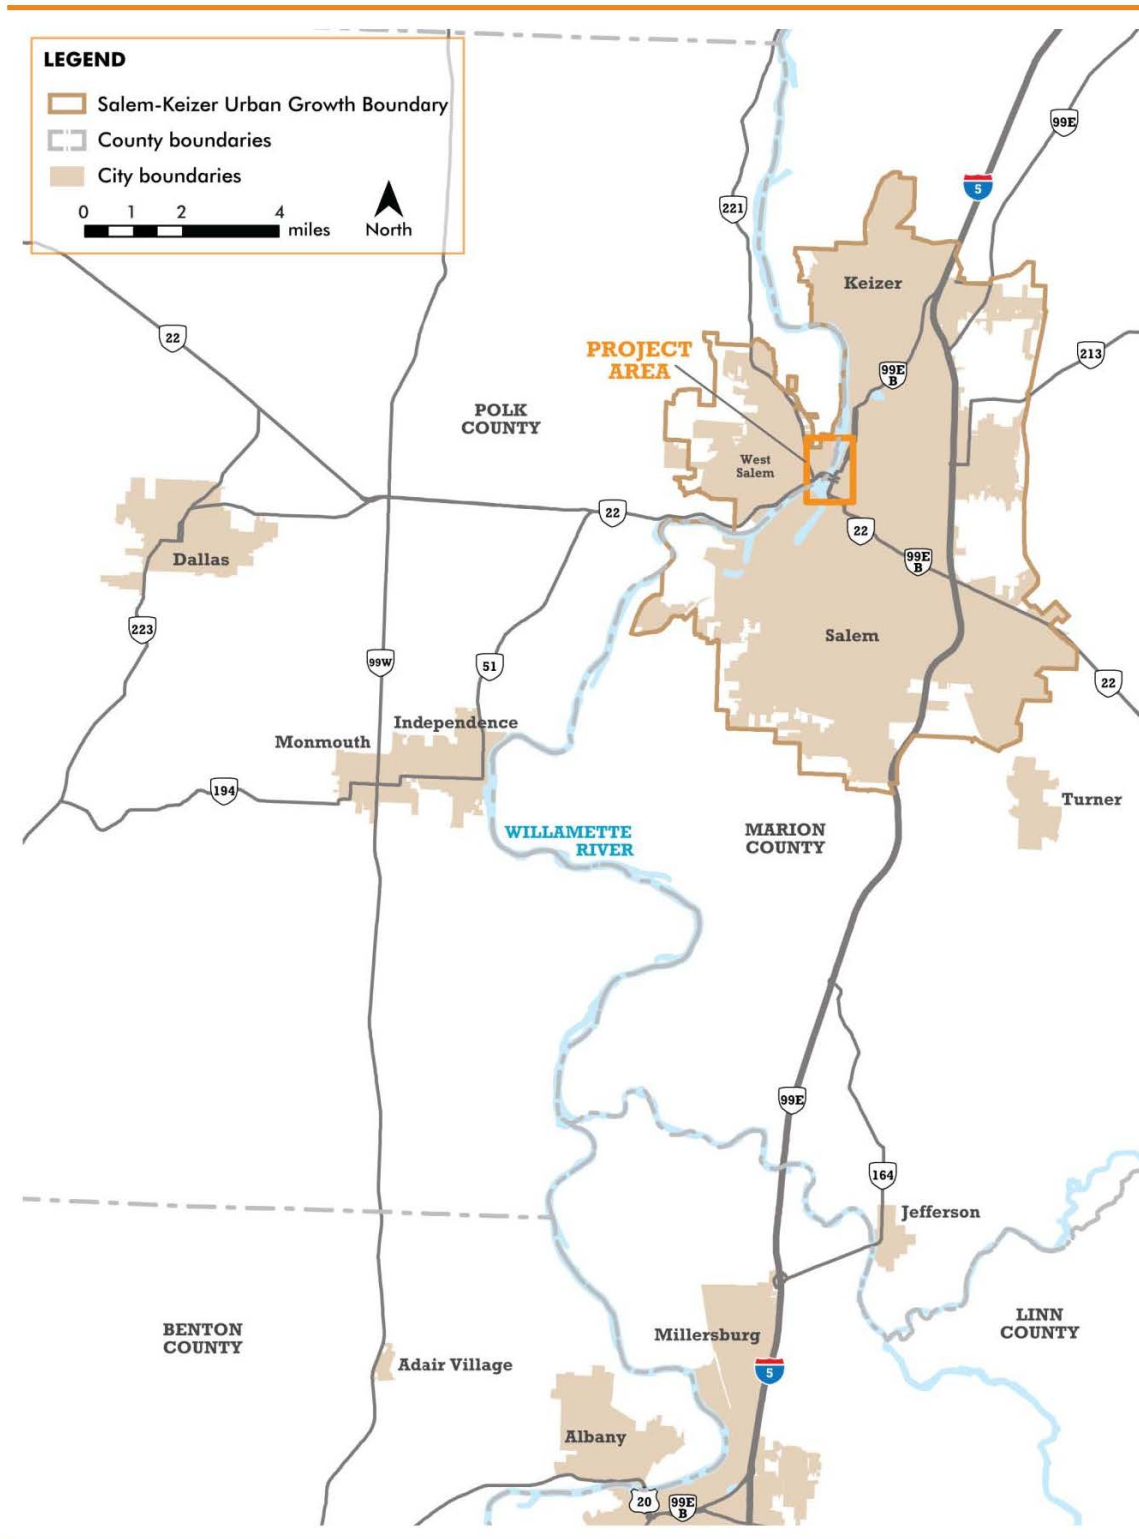 LEGEND
Salem-Keizer Urban Growth Boundary
County boundaries
City boundaries
0 1 2 4 miles
North
99E
5
221
Keizer
22
213
PROJECT
AREA
99E
B
POLK
COUNTY
West
Salem
22
22
99E
B
Dallas
223
Salem
99W
51
22
Independence
Monmouth
194
Turner
WILLAMETTE
RIVER
MARION
COUNTY
99E
164
Jefferson
LINN
COUNTY
BENTON
COUNTY
Millersburg
Adair Village
5
Albany
20
99E
B